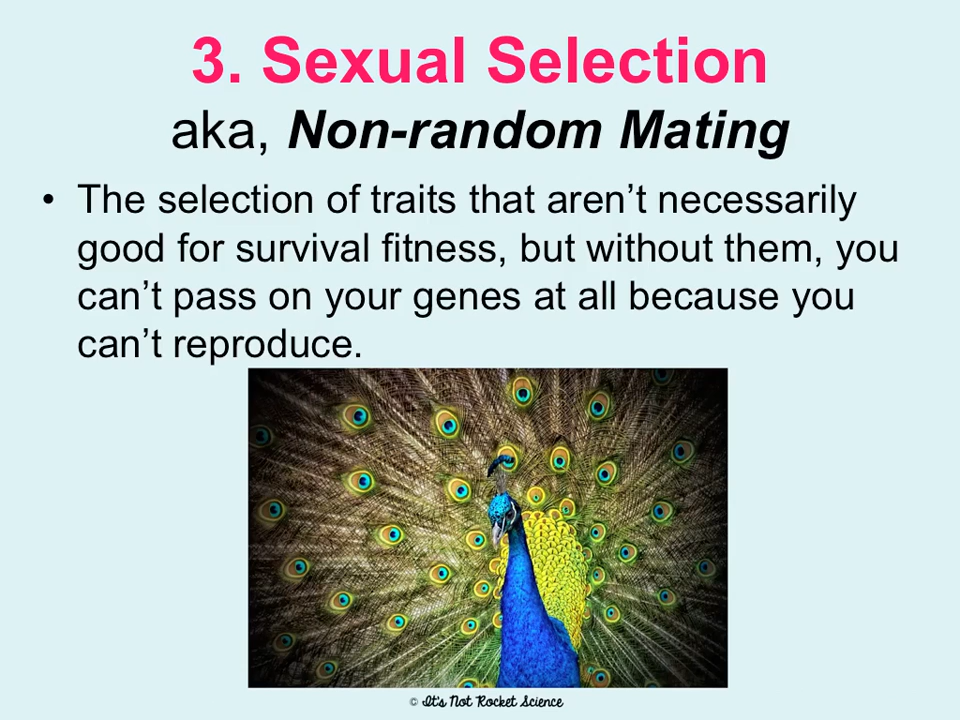 3. Sexual Selection
aka, Non-random Mating
• The selection of traits that aren’t necessarily
good for survival fitness, but without them, you
can’t pass on your genes at all because you
can’t reproduce.
© It's Not Rocket Science